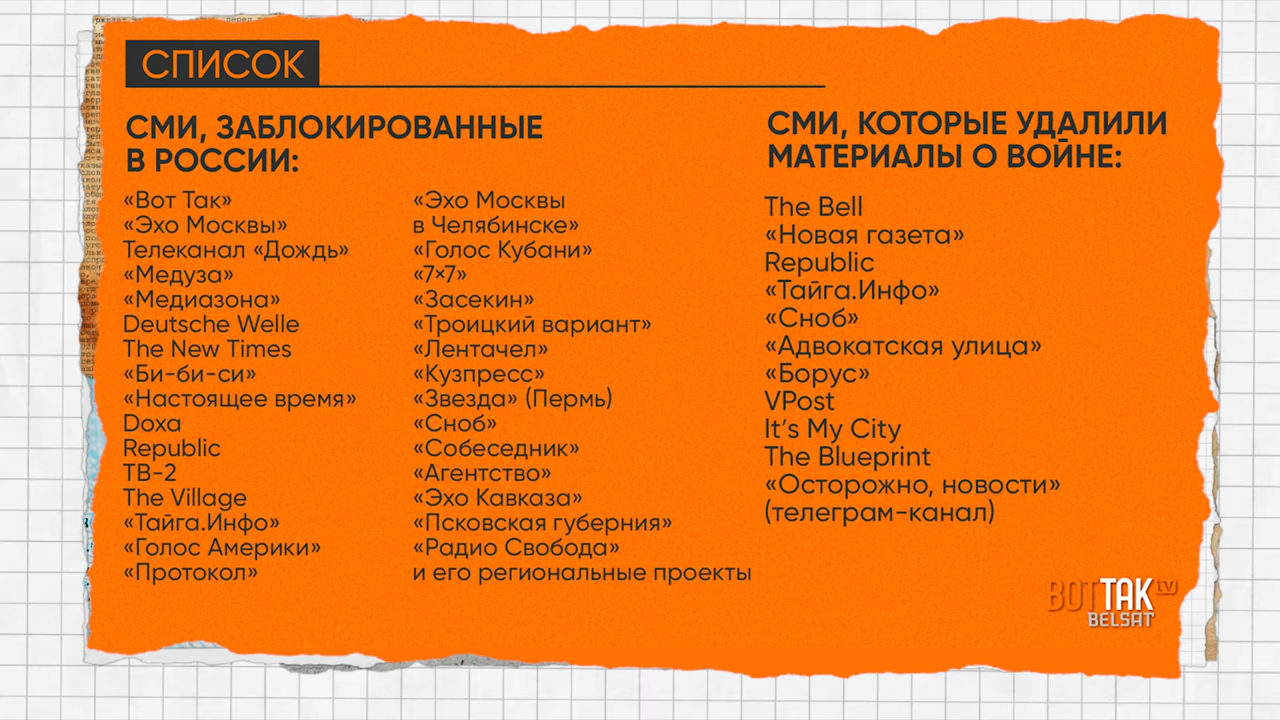 СПИСОК
СМИ, ЗАБЛОКИРОВАННЫЕ
В РОССИИ:
«Вот Так»
«Эхо Москвы»
Телеканал «Дождь»
«Медуза»
«Медиазона»
Deutsche Welle
The New Times
«Би-би-си»
«Настоящее время»
Doxa
Republic
ТВ-2
The Village
«Тайга.Инфо»
«Голос Америки»
«Протокол»
«Эхо Москвы
в Челябинске»
«Голос Кубани»
«7×7»
«Засекин»
«Троицкий вариант»
«Лентачел»
«Кузпресс»
«Звезда» (Пермь)
«Сноб»
«Собеседник»
«Агентство»
«Эхо Кавказа»
«Псковская губерния»
«Радио Свобода»
и его региональные проекты
СМИ, КОТОРЫЕ УДАЛИЛИ
МАТЕРИАЛЫ О ВОЙНЕ:
The Bell
«Новая газета»
Republic
«Тайга.Инфо»
«Сноб»
«Адвокатская улица»
«Борус»
VPost
It's My City
The Blueprint
«Осторожно, новости»
(телеграм-канал)
ВОТТАК tv
BELSAT